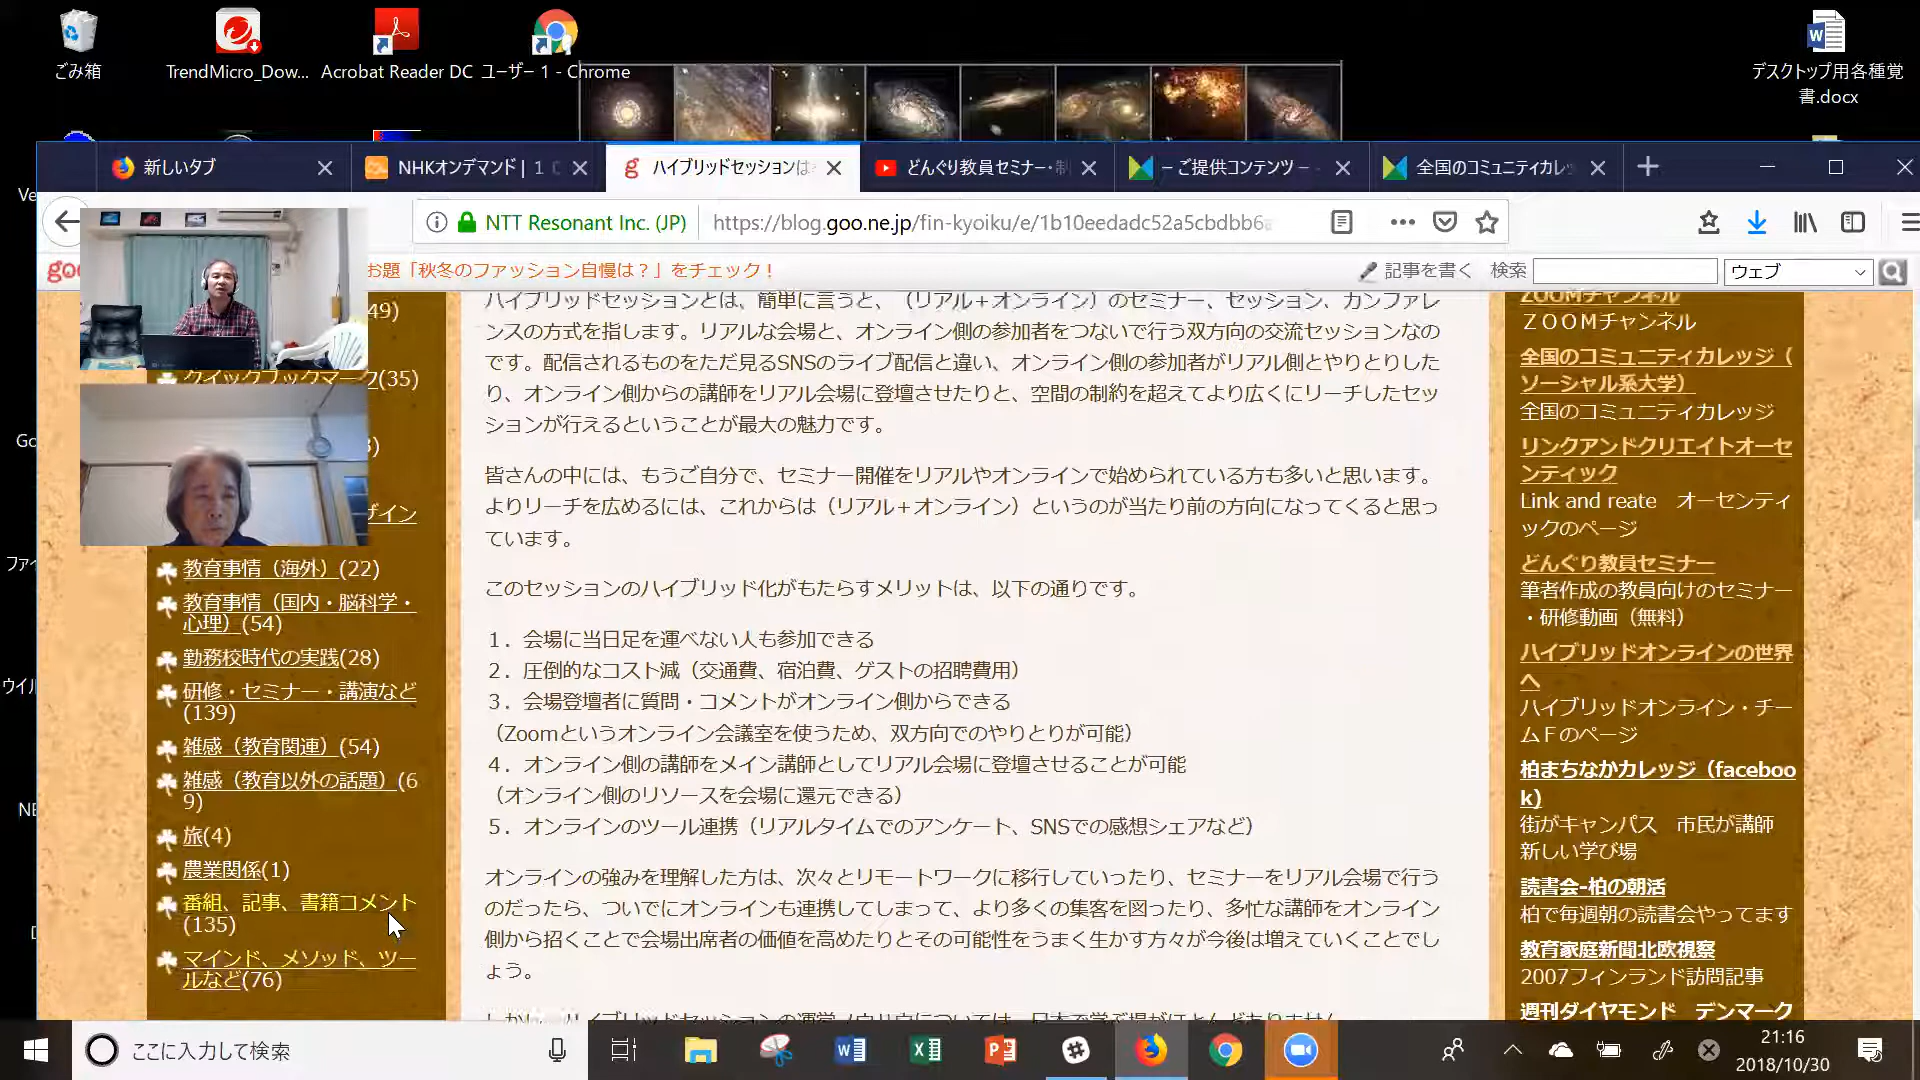 ごみ箱
TrendMicro_Dow...
Acrobat Reader DC
ユーザー 1 - Chrome
デスクトップ用各種覚
書.docx
新しいタブ
NHKオンデマンド | 1
ハイブリッドセッションは
どんぐり教員セミナー・
－ご提供コンテンツ－
全国のコミュニティカレッ
NTT Resonant Inc. (JP)
https://blog.goo.ne.jp/fin-kyoiku/e/1b10eedadc52a5cbdbb6a
goo
お題「秋冬のファッション自慢は？」をチェック！
記事を書く
検索
ウェブ
49)
クイックブックマーク(35)
3)
ザイン
教育事情（海外）(22)
教育事情（国内・脳科学・
心理）(54)
勤務校時代の実践(28)
研修・セミナー・講演など
(139)
雑感（教育関連）(54)
雑感（教育以外の話題）(6
9)
旅(4)
農業関係(1)
番組、記事、書籍コメント
(135)
マインド、メソッド、ツー
ルなど(76)
ハイブリッドセッションとは、簡単に言うと、（リアル＋オンライン）のセミナー、セッション、カンファレ
ンスの方式を指します。リアルな会場と、オンライン側の参加者をつないで行う双方向の交流セッションなの
です。配信されるものをただ見るSNSのライブ配信と違い、オンライン側の参加者がリアル側とやりとりした
り、オンライン側からの講師をリアル会場に登壇させたりと、空間の制約を超えてより広くにリーチしたセッ
ションが行えるということが最大の魅力です。
皆さんの中には、もうご自分で、セミナー開催をリアルやオンラインで始められている方も多いと思います。
よりリーチを広めるには、これからは（リアル＋オンライン）というのが当たり前の方向になってくると思っ
ています。
このセッションのハイブリッド化がもたらすメリットは、以下の通りです。
１．会場に当日足を運べない人も参加できる
２．圧倒的なコスト減（交通費、宿泊費、ゲストの招聘費用）
３．会場登壇者に質問・コメントがオンライン側からできる
（Zoomというオンライン会議室を使うため、双方向でのやりとりが可能）
４．オンライン側の講師をメイン講師としてリアル会場に登壇させることが可能
（オンライン側のリソースを会場に還元できる）
５．オンラインのツール連携（リアルタイムでのアンケート、SNSでの感想シェアなど）
オンラインの強みを理解した方は、次々とリモートワークに移行していったり、セミナーをリアル会場で行う
のだったら、ついでにオンラインも連携してしまって、より多くの集客を図ったり、多忙な講師をオンライン
側から招くことで会場出席者の価値を高めたりとその可能性をうまく生かす方々が今後は増えていくことでし
ょう。
ZOOMチャンネル
ＺＯＯＭチャンネル
全国のコミュニティカレッジ（
ソーシャル系大学）
全国のコミュニティカレッジ
リンクアンドクリエイトオーセ
ンティック
Link and reate　オーセンティ
ックのページ
どんぐり教員セミナー
筆者作成の教員向けのセミナー
・研修動画（無料）
ハイブリッドオンラインの世界
へ
ハイブリッドオンライン・チー
ムＦのページ
柏まちなかカレッジ（faceboo
k)
街がキャンパス　市民が講師
新しい学び場
読書会-柏の朝活
柏で毎週朝の読書会やってます
教育家庭新聞北欧視察
2007フィンランド訪問記事
週刊ダイヤモンド　デンマーク
ここに入力して検索
21:16
2018/10/30